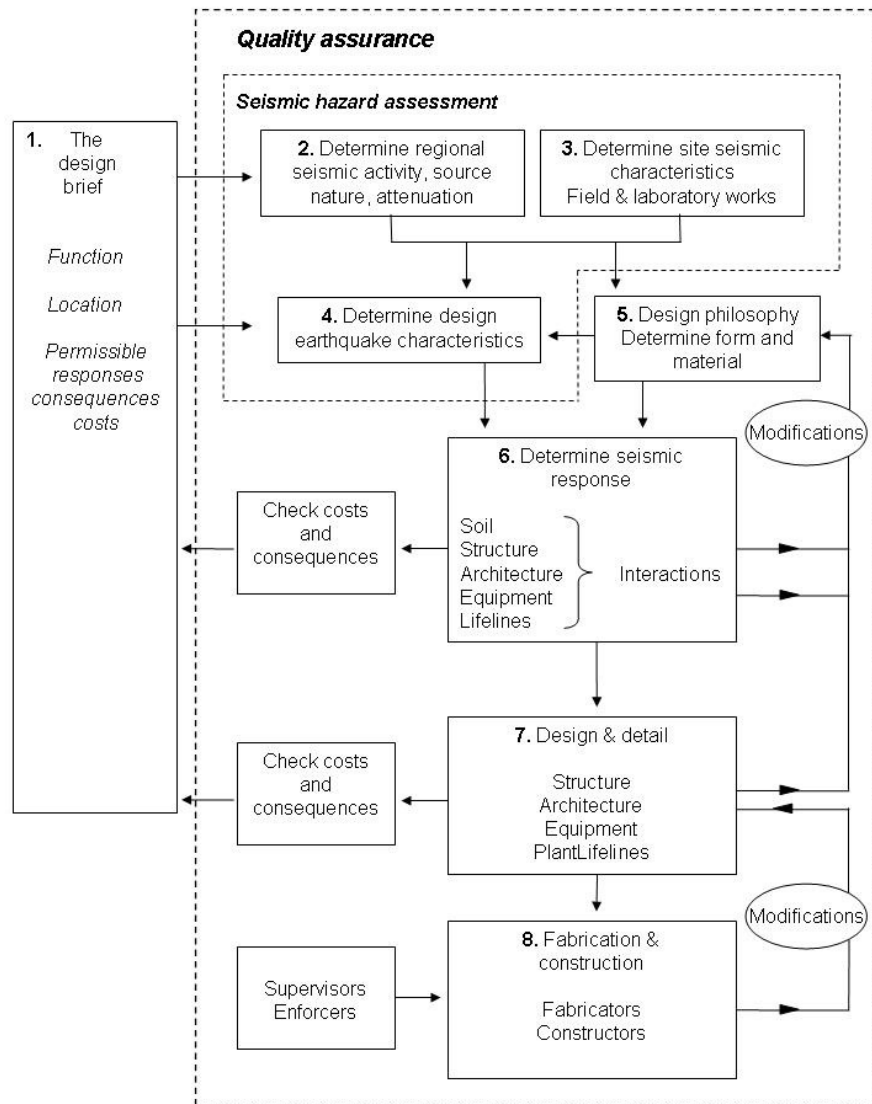 Quality assurance
Seismic hazard assessment
1. The
design
brief
Function
Location
Permissible
responses
consequences
costs
2. Determine regional
seismic activity, source
nature, attenuation
3. Determine site seismic
characteristics
Field & laboratory works
4. Determine design
earthquake characteristics
5. Design philosophy
Determine form and
material
Modifications
6. Determine seismic
response
Soil
Structure
Architecture
Equipment
Lifelines
Interactions
Check costs
and
consequences
7. Design & detail
Structure
Architecture
Equipment
PlantLifelines
Check costs
and
consequences
Modifications
8. Fabrication &
construction
Fabricators
Constructors
Supervisors
Enforcers